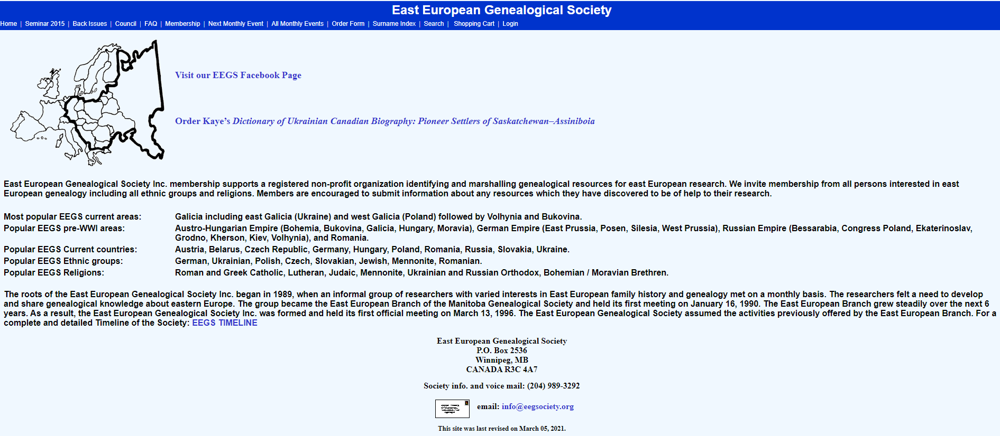 East European Genealogical Society
Home | Seminar 2015 | Back Issues | Council | FAQ | Membership | Next Monthly Event | All Monthly Events | Order Form | Surname Index | Search | Shopping Cart | Login
Visit our EEGS Facebook Page
Order Kaye’s Dictionary of Ukrainian Canadian Biography: Pioneer Settlers of Saskatchewan–Assiniboia
East European Genealogical Society Inc. membership supports a registered non-profit organization identifying and marshalling genealogical resources for east European research. We invite membership from all persons interested in east
European genealogy including all ethnic groups and religions. Members are encouraged to submit information about any resources which they have discovered to be of help to their research.
Most popular EEGS current areas: Galicia including east Galicia (Ukraine) and west Galicia (Poland) followed by Volhynia and Bukovina.
Popular EEGS pre-WWI areas: Austro-Hungarian Empire (Bohemia, Bukovina, Galicia, Hungary, Moravia), German Empire (East Prussia, Posen, Silesia, West Prussia), Russian Empire (Bessarabia, Congress Poland, Ekaterinoslav,
Grodno, Kherson, Kiev, Volhynia), and Romania.
Popular EEGS Current countries: Austria, Belarus, Czech Republic, Germany, Hungary, Poland, Romania, Russia, Slovakia, Ukraine.
Popular EEGS Ethnic groups: German, Ukrainian, Polish, Czech, Slovakian, Jewish, Mennonite, Romanian.
Popular EEGS Religions: Roman and Greek Catholic, Lutheran, Judaic, Mennonite, Ukrainian and Russian Orthodox, Bohemian / Moravian Brethren.
The roots of the East European Genealogical Society Inc. began in 1989, when an informal group of researchers with varied interests in East European family history and genealogy met on a monthly basis. The researchers felt a need to develop
and share genealogical knowledge about eastern Europe. The group became the East European Branch of the Manitoba Genealogical Society and held its first meeting on January 16, 1990. The East European Branch grew steadily over the next 6
years. As a result, the East European Genealogical Society Inc. was formed and held its first official meeting on March 13, 1996. The East European Genealogical Society assumed the activities previously offered by the East European Branch. For a
complete and detailed Timeline of the Society: EEGS TIMELINE
East European Genealogical Society
P.O. Box 2536
Winnipeg, MB
CANADA R3C 4A7
Society info. and voice mail: (204) 989-3292
email: info@eegsociety.org
This site was last revised on March 05, 2021.